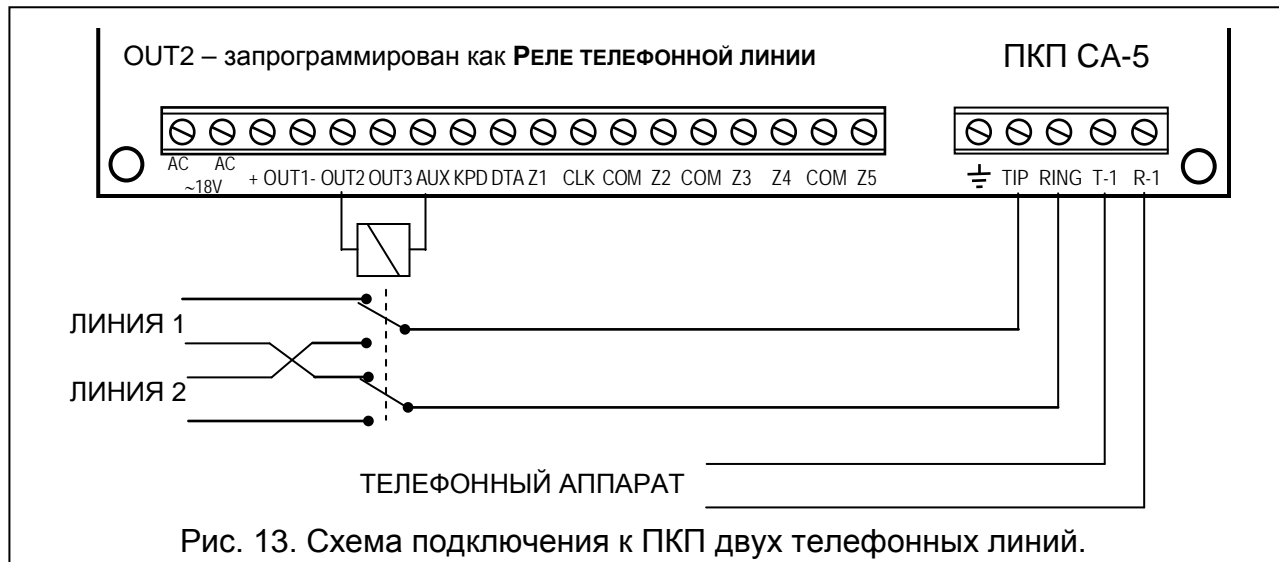 OUT2 – запрограммирован как РЕЛЕ ТЕЛЕФОННОЙ ЛИНИИ
ПКП CA-5
AC AC
~18V
+ OUT1- OUT2 OUT3 AUX KPD DTA Z1 CLK COM Z2 COM Z3 Z4 COM Z5
TIP RING T-1 R-1
ЛИНИЯ 1
ЛИНИЯ 2
ТЕЛЕФОННЫЙ АППАРАТ
Рис. 13. Схема подключения к ПКП двух телефонных линий.